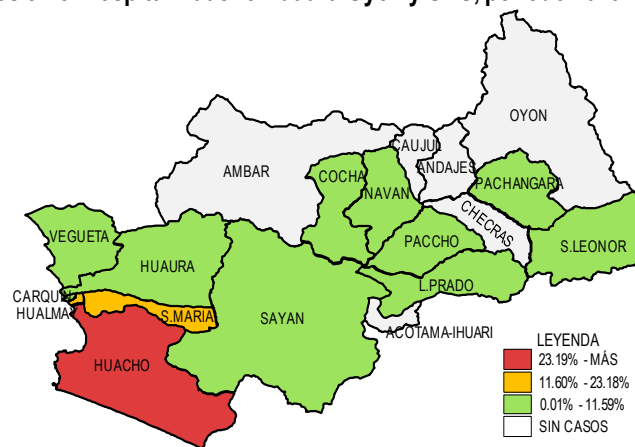 OYON
CAUJUL
ANDAJES
AMBAR
COCHA
NAVAN
PACHANGARA
CHECRAS
VEGUETA
PACCHO
S.LEONOR
HUAURA
L.PRADO
CARQUIN
HUALMA
S.MARIA
SAYAN
ACOTAMA-IHUARI
HUACHO
LEYENDA
23.19% - MÁS
11.60% - 23.18%
0.01% - 11.59%
SIN CASOS